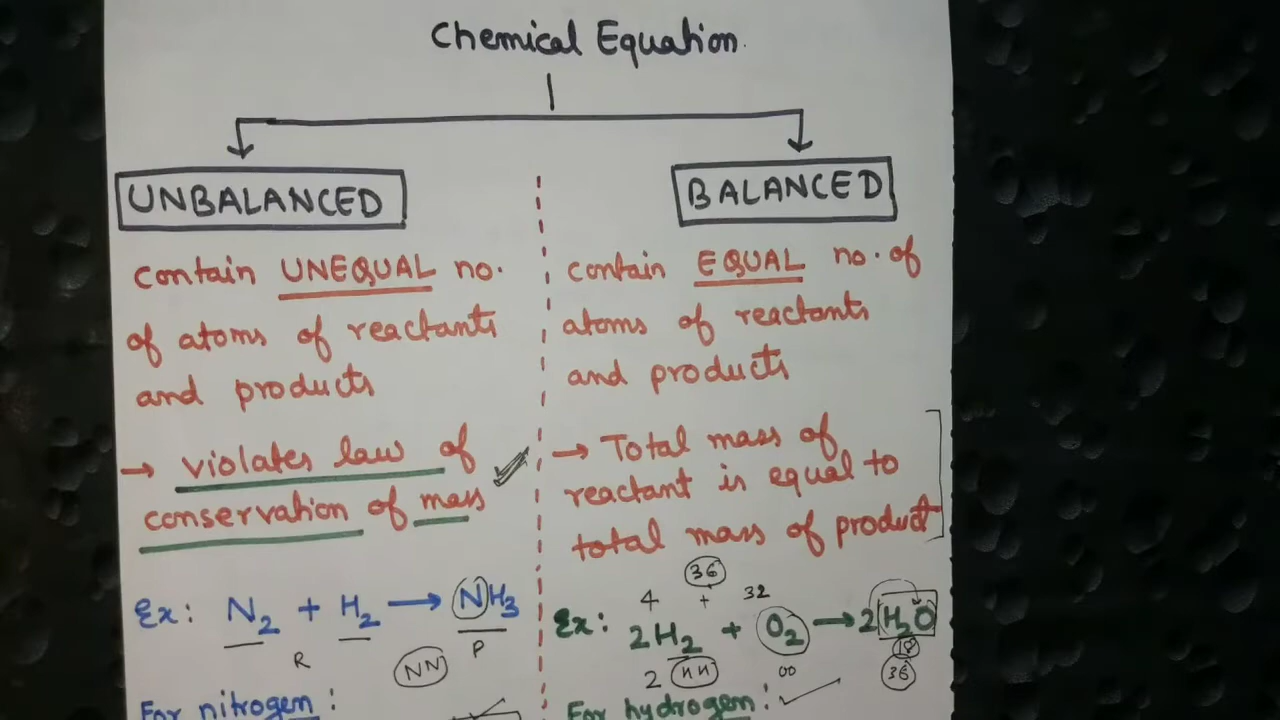 Chemical Equation.
UNBALANCED
contain UNEQUAL no.
of atoms of reactants
and products
→ violates law of
conservation of mass
Ex: N₂ + H₂ → NH₃
R
P
NN
For nitrogen :
BALANCED
contain EQUAL no. of
atoms of reactants
and products
→ Total mass of
reactant is equal to
total mass of product
36
4 + 32
Ex: 2H₂ + O₂ → 2H₂O
18
2 HH OO 36
For hydrogen :